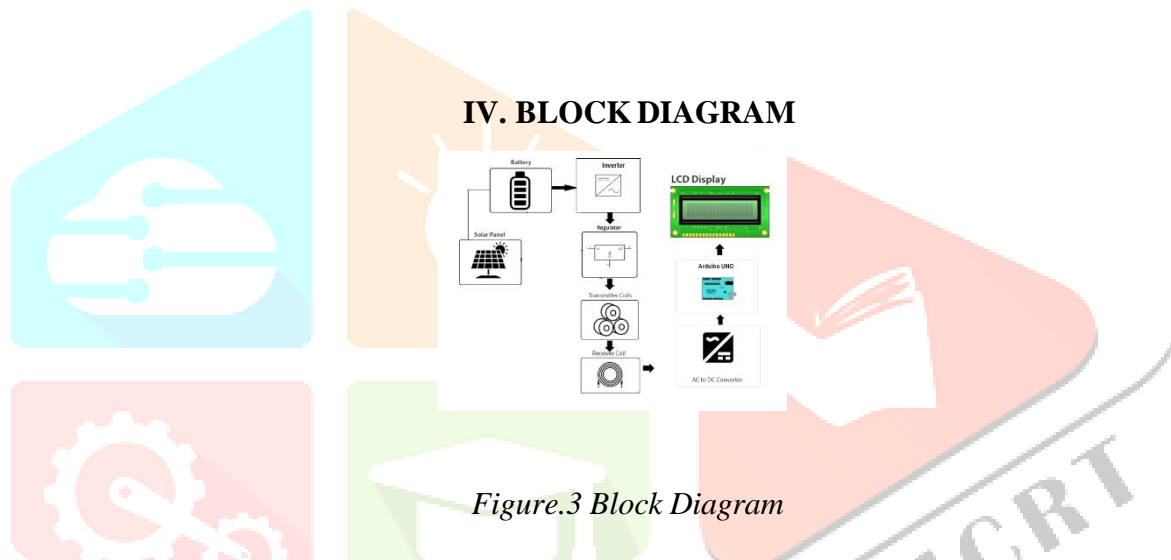 IV. BLOCK DIAGRAM
Battery
Inverter
LCD Display
Solar Panel
Regulator
Arduino UNO
Transmitter Coils
Receiver Coil
AC to DC Converter
Figure.3 Block Diagram